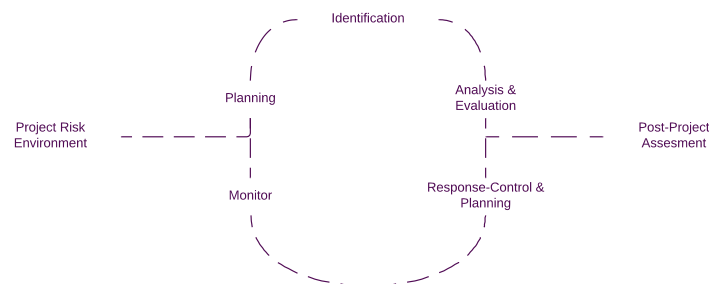 Identification
Planning
Analysis &
Evaluation
Project Risk
Environment
Post-Project
Assesment
Monitor
Response-Control &
Planning